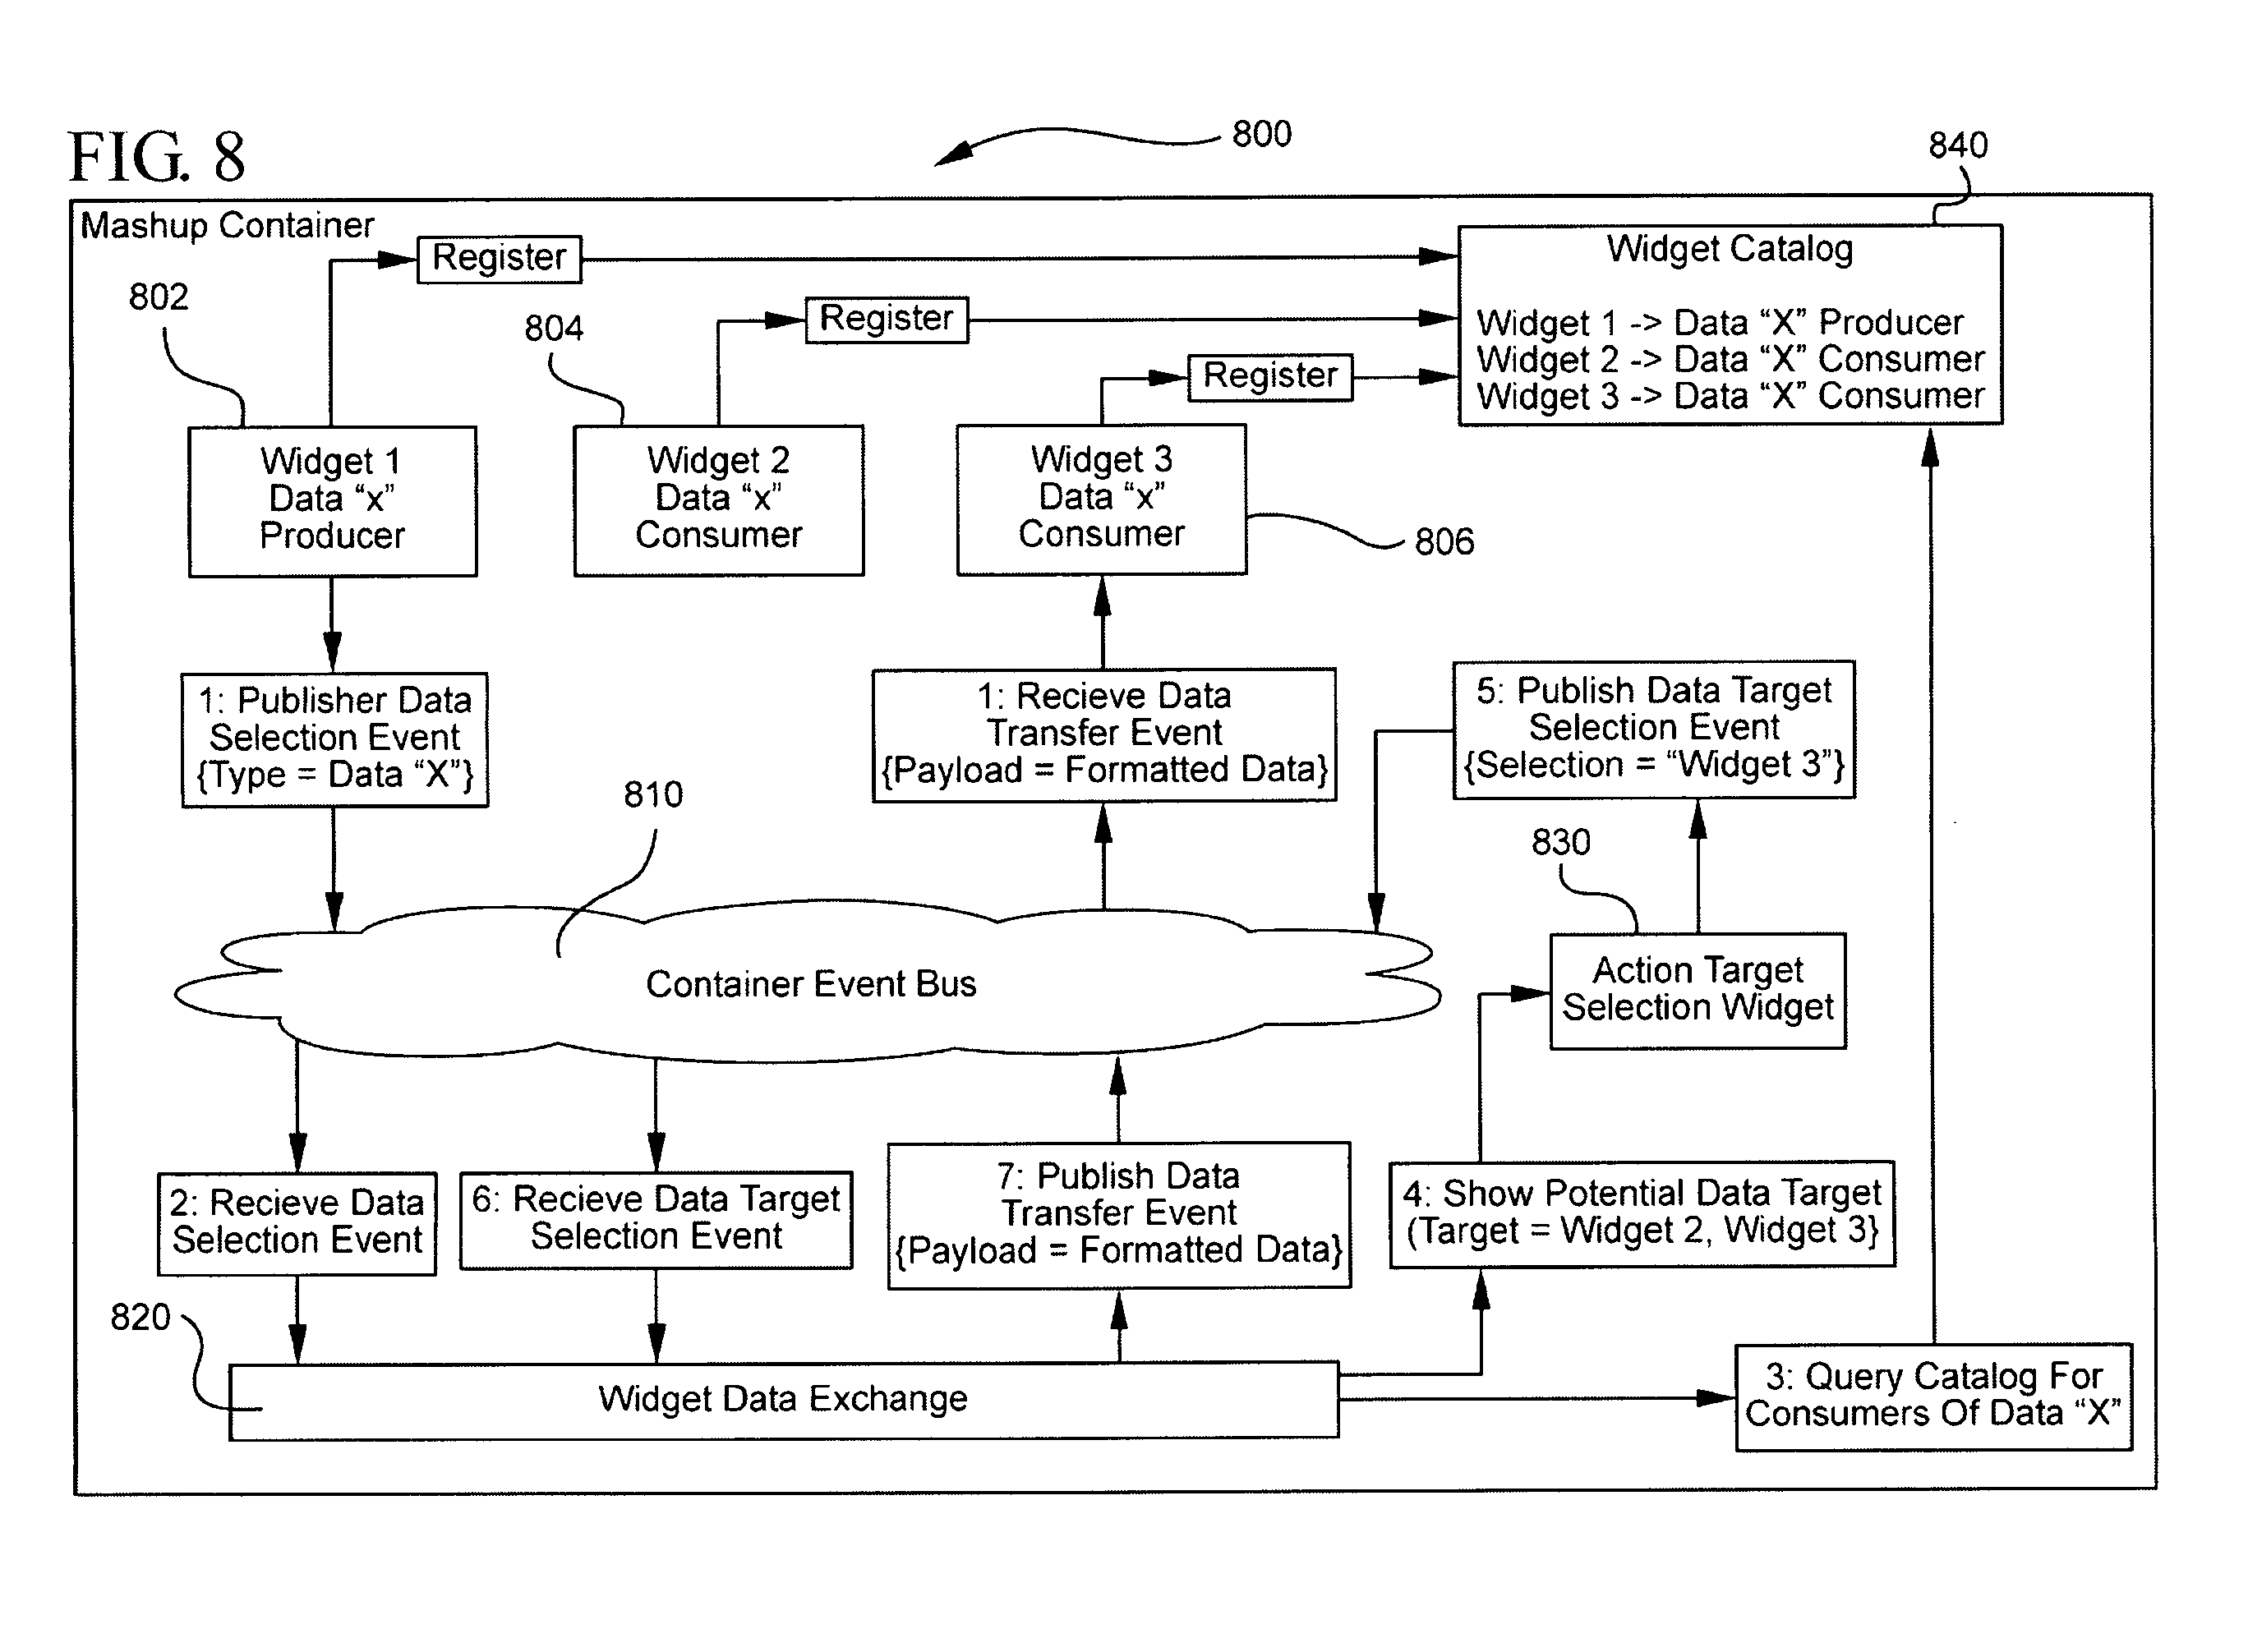 FIG. 8
800
840
Mashup Container
Register
Widget Catalog
Widget 1 -> Data “X” Producer
Widget 2 -> Data “X” Consumer
Widget 3 -> Data “X” Consumer
802
804
Register
Register
Widget 1
Data “x”
Producer
Widget 2
Data “x”
Consumer
Widget 3
Data “x”
Consumer
806
1: Publisher Data
Selection Event
{Type = Data “X”}
1: Recieve Data
Transfer Event
{Payload = Formatted Data}
5: Publish Data Target
Selection Event
{Selection = “Widget 3”}
810
830
Container Event Bus
Action Target
Selection Widget
2: Recieve Data
Selection Event
6: Recieve Data Target
Selection Event
7: Publish Data
Transfer Event
{Payload = Formatted Data}
4: Show Potential Data Target
(Target = Widget 2, Widget 3}
820
Widget Data Exchange
3: Query Catalog For
Consumers Of Data “X”